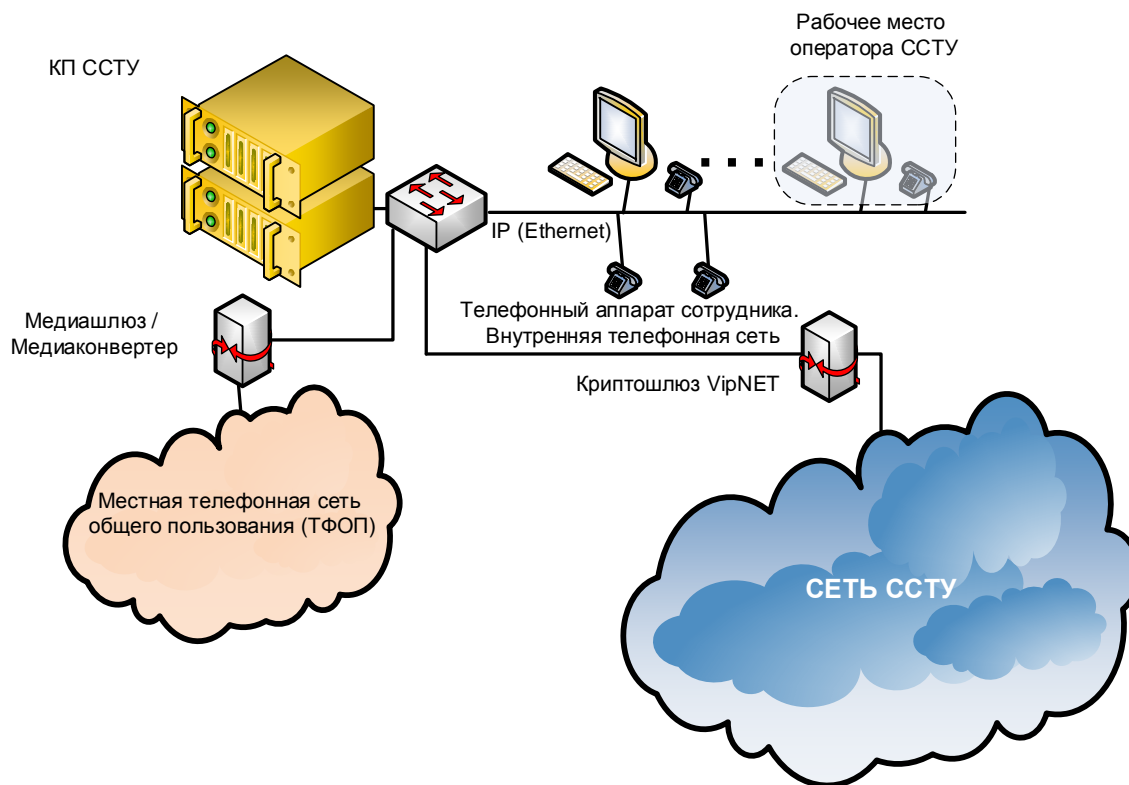 Рабочее место
оператора ССТУ
КП ССТУ
IP (Ethernet)
Телефонный аппарат сотрудника.
Внутренняя телефонная сеть
Медиашлюз /
Медиаконвертер
Криптошлюз VipNET
Местная телефонная сеть
общего пользования (ТФОП)
СЕТЬ ССТУ